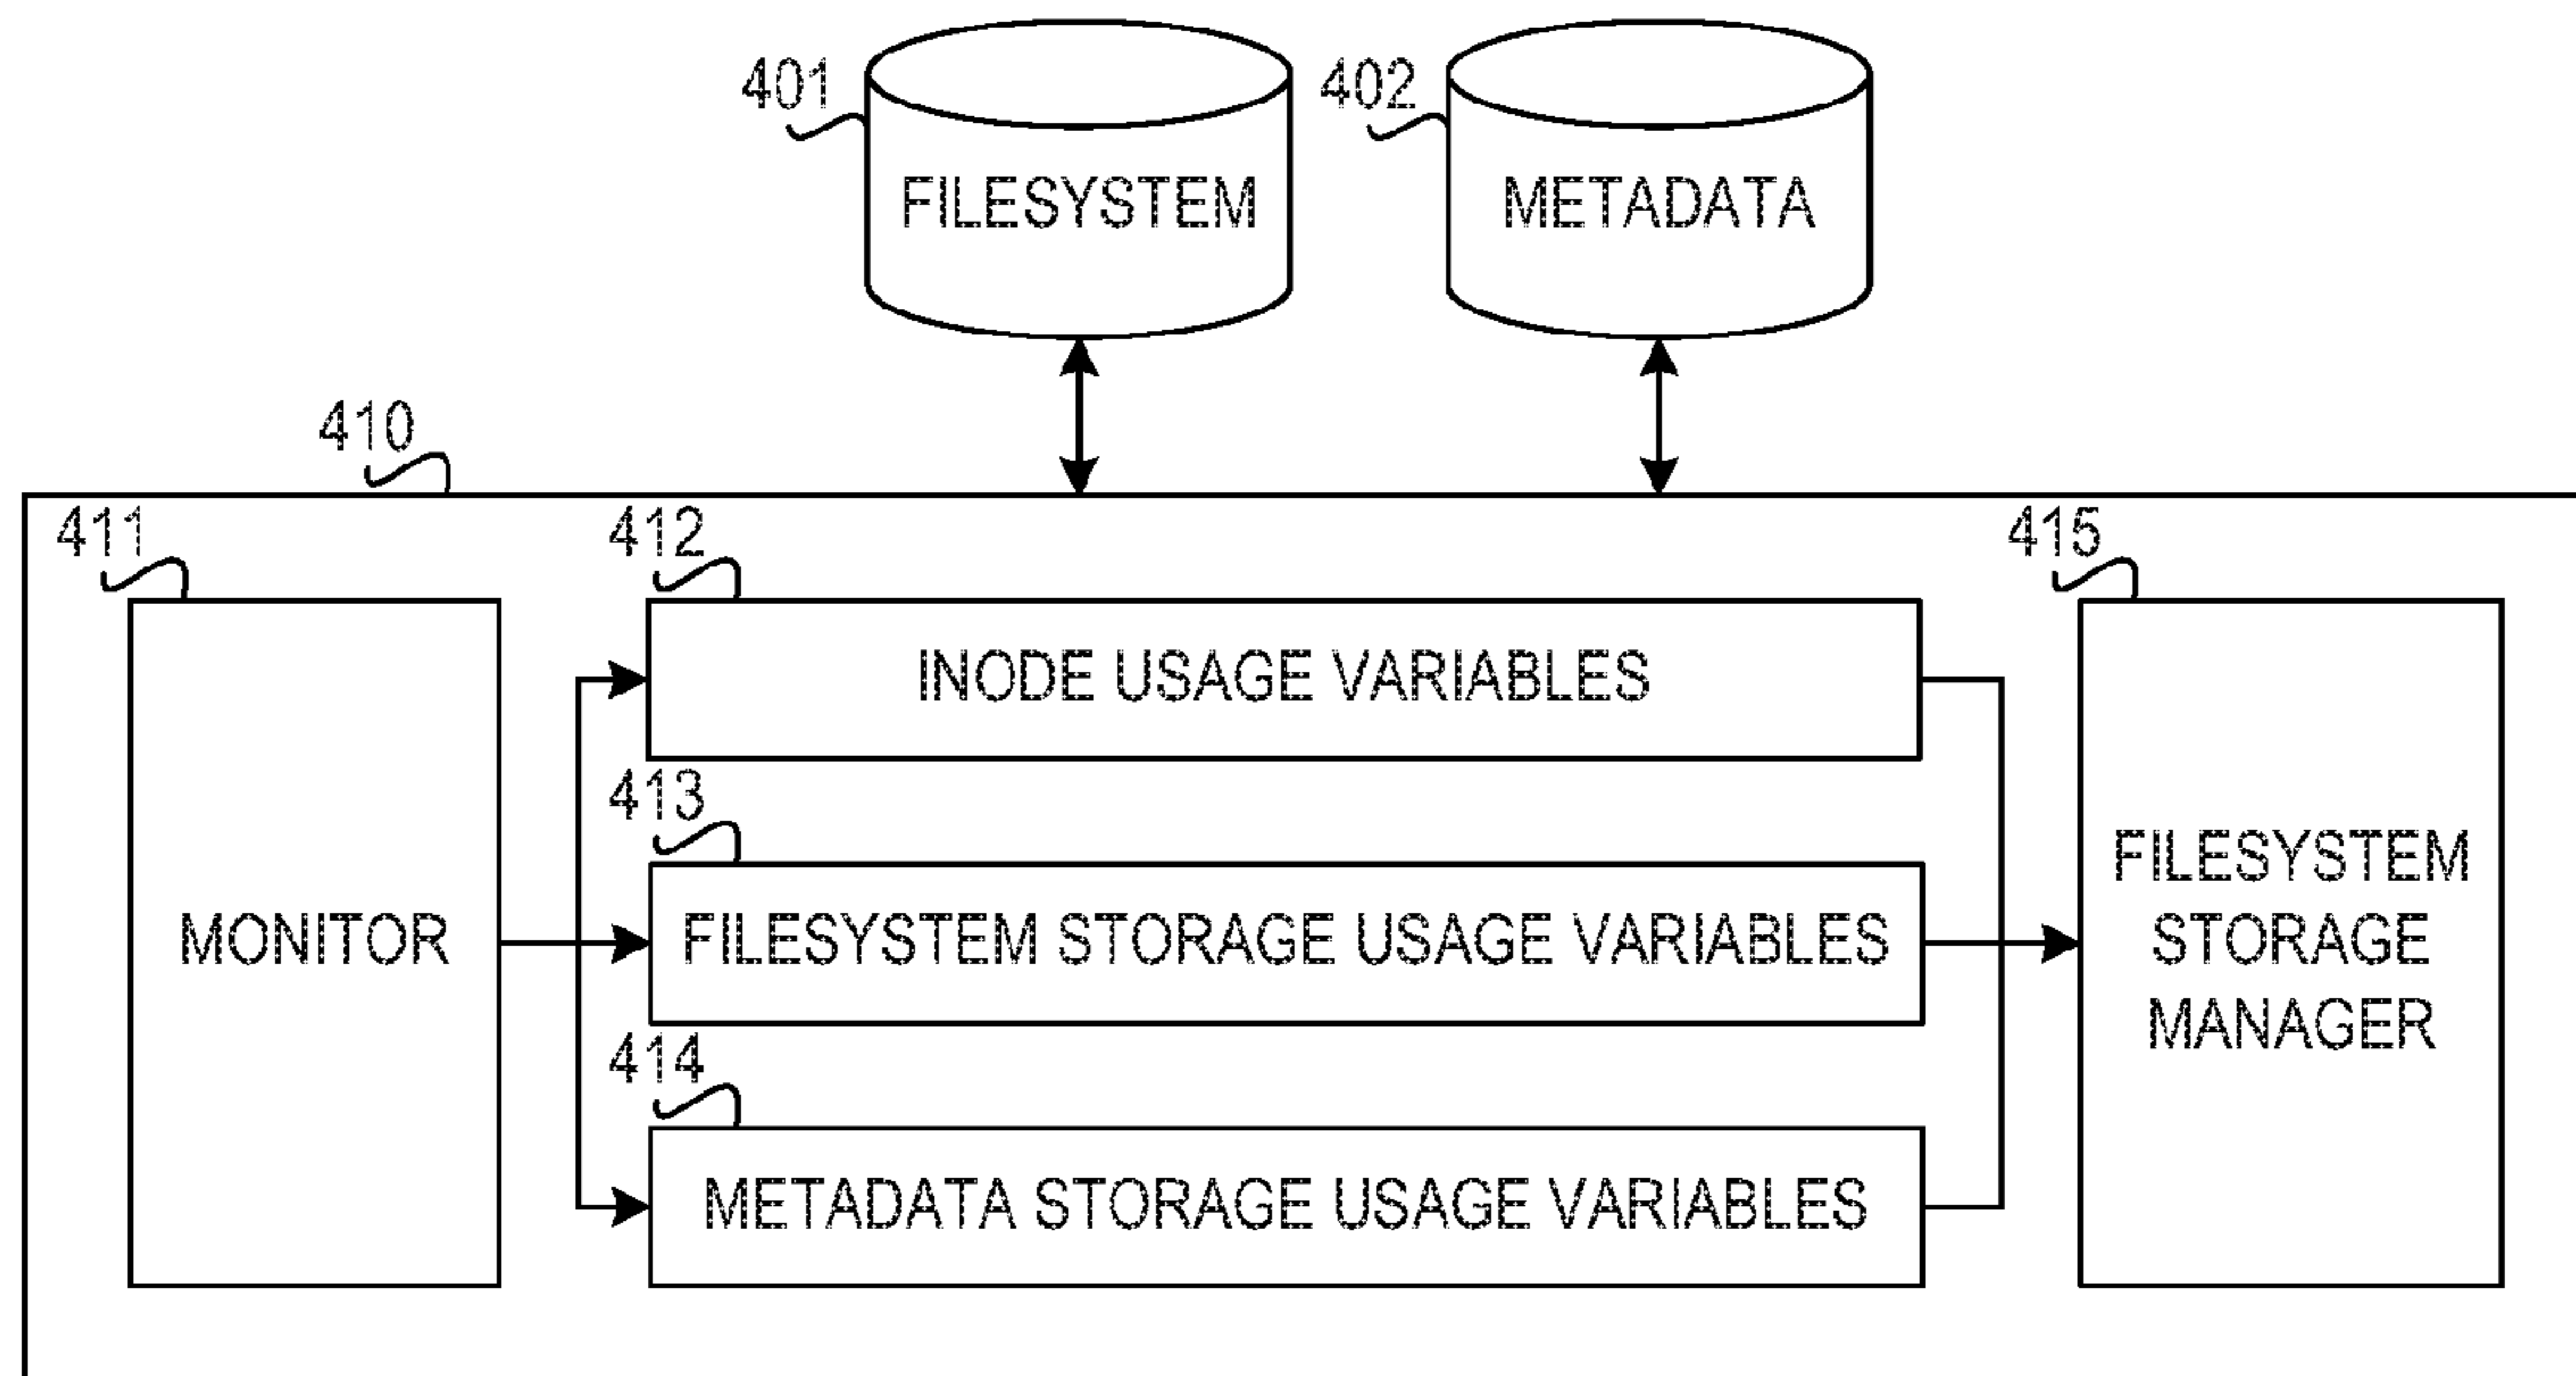 401
402
FILESYSTEM
METADATA
410
411
412
415
INODE USAGE VARIABLES
413
MONITOR
FILESYSTEM STORAGE USAGE VARIABLES
FILESYSTEM
STORAGE
MANAGER
414
METADATA STORAGE USAGE VARIABLES